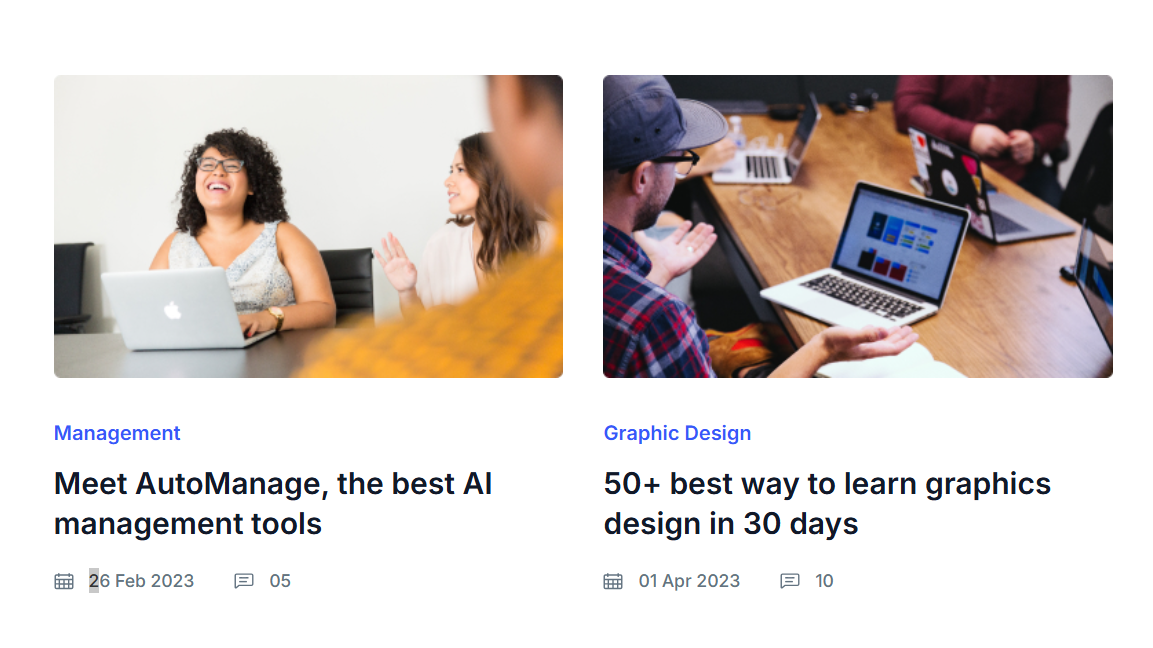 Management
Meet AutoManage, the best AI
management tools
26 Feb 2023 05
Graphic Design
50+ best way to learn graphics
design in 30 days
01 Apr 2023 10